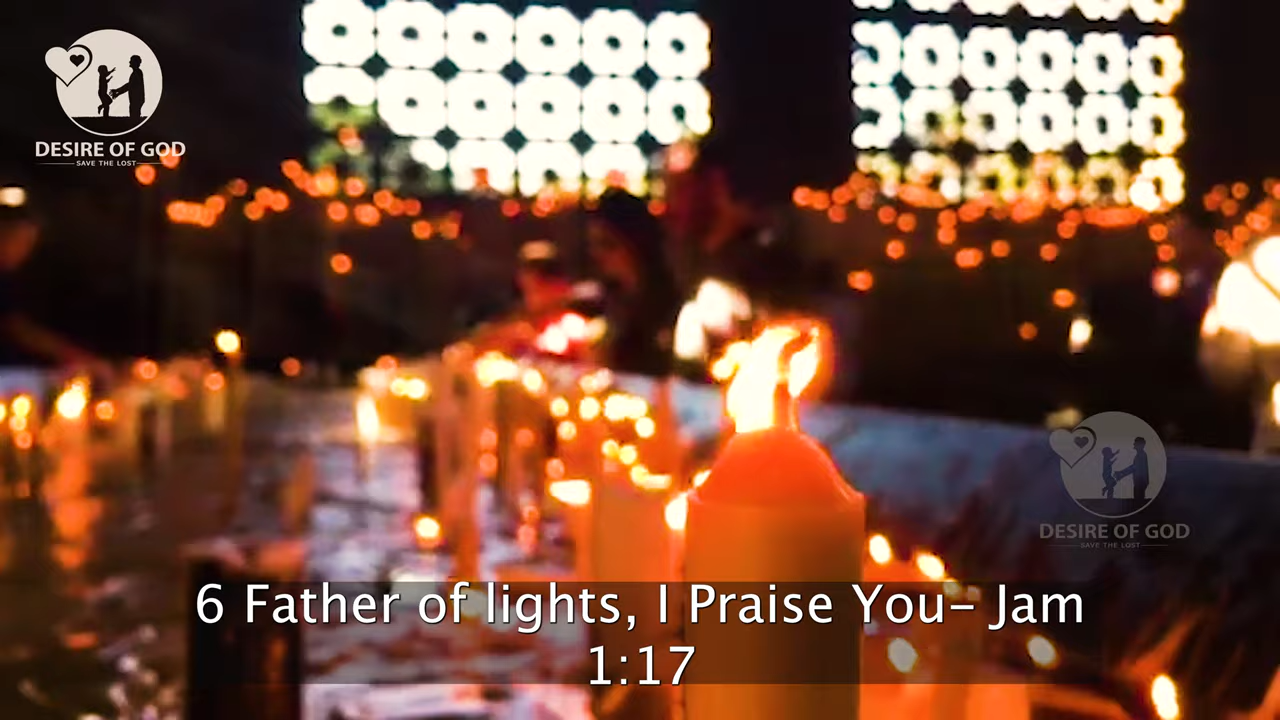 DESIRE OF GOD
SAVE THE LOST
DESIRE OF GOD
SAVE THE LOST
6 Father of lights, I Praise You– Jam
1:17